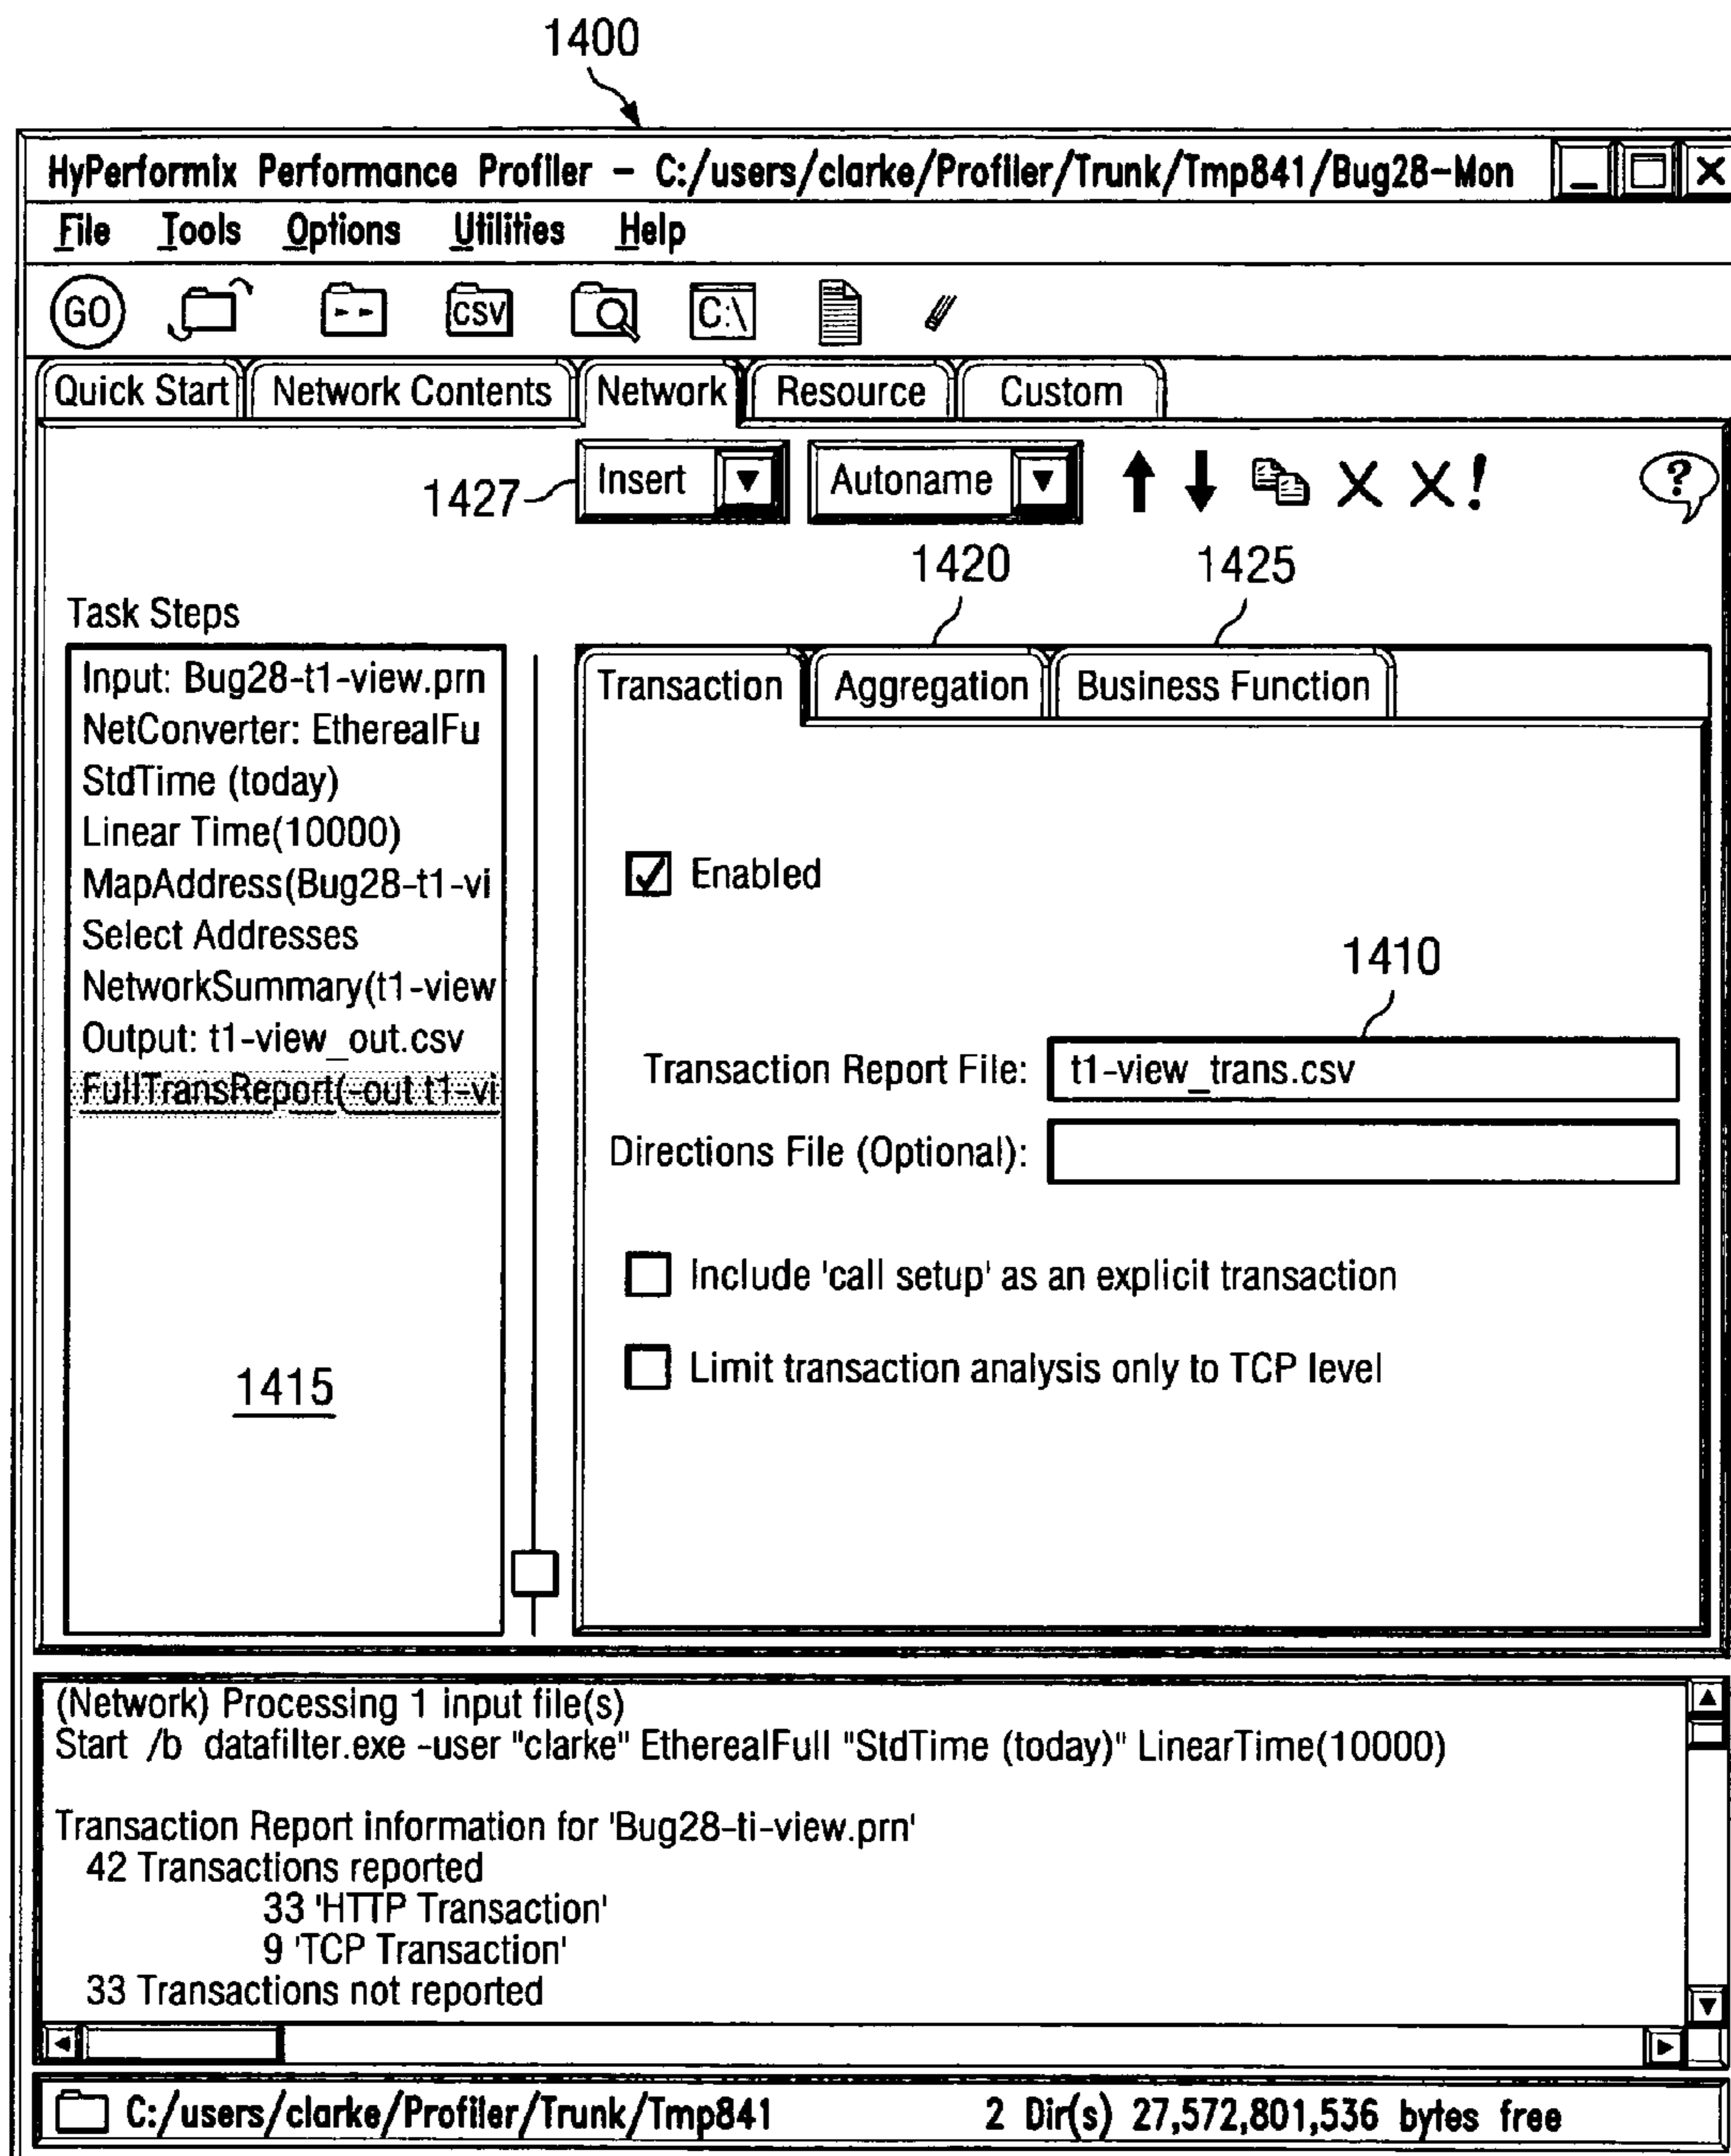 1400
HyPerformix Performance Profiler – C:/users/clarke/Profiler/Trunk/Tmp841/Bug28-Mon
File Tools Options Utilities Help
GO CSV C:\
Quick Start Network Contents Network Resource Custom
1427 Insert Autoname X X! ?
1420 1425
Task Steps
Input: Bug28-t1-view.prn
NetConverter: EtherealFu
StdTime (today)
Linear Time(10000)
MapAddress(Bug28-t1-vi
Select Addresses
NetworkSummary(t1-view
Output: t1-view_out.csv
FullTransReport(-out t1-vi
1415
Transaction Aggregation Business Function
Enabled
1410
Transaction Report File: t1-view_trans.csv
Directions File (Optional):
Include 'call setup' as an explicit transaction
Limit transaction analysis only to TCP level
(Network) Processing 1 input file(s)
Start /b datafilter.exe -user "clarke" EtherealFull "StdTime (today)" LinearTime(10000)
Transaction Report information for 'Bug28-ti-view.prn'
42 Transactions reported
33 'HTTP Transaction'
9 'TCP Transaction'
33 Transactions not reported
C:/users/clarke/Profiler/Trunk/Tmp841 2 Dir(s) 27,572,801,536 bytes free